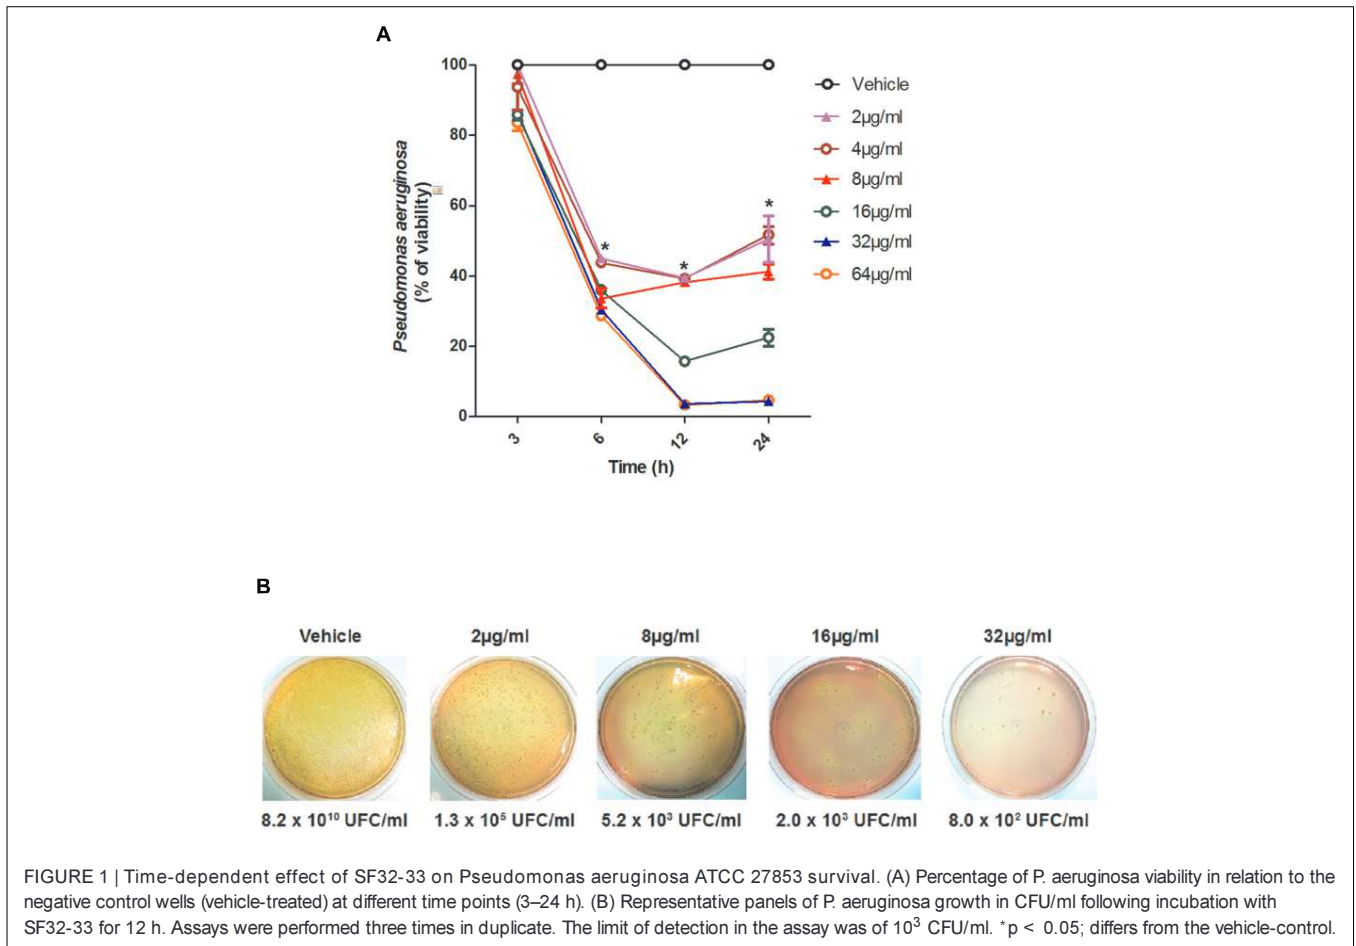 A
100
80
60
40
20
0
Pseudomonas aeruginosa
(% of viability)
*
*
*
3
6
12
24
Time (h)
Vehicle
2µg/ml
4µg/ml
8µg/ml
16µg/ml
32µg/ml
64µg/ml
B
Vehicle 2µg/ml 8µg/ml 16µg/ml 32µg/ml
8.2 x 10¹⁰ UFC/ml 1.3 x 10⁵ UFC/ml 5.2 x 10³ UFC/ml 2.0 x 10³ UFC/ml 8.0 x 10² UFC/ml
FIGURE 1 | Time-dependent effect of SF32-33 on Pseudomonas aeruginosa ATCC 27853 survival. (A) Percentage of P. aeruginosa viability in relation to the
negative control wells (vehicle-treated) at different time points (3–24 h). (B) Representative panels of P. aeruginosa growth in CFU/ml following incubation with
SF32-33 for 12 h. Assays were performed three times in duplicate. The limit of detection in the assay was of 10³ CFU/ml. *p < 0.05; differs from the vehicle-control.